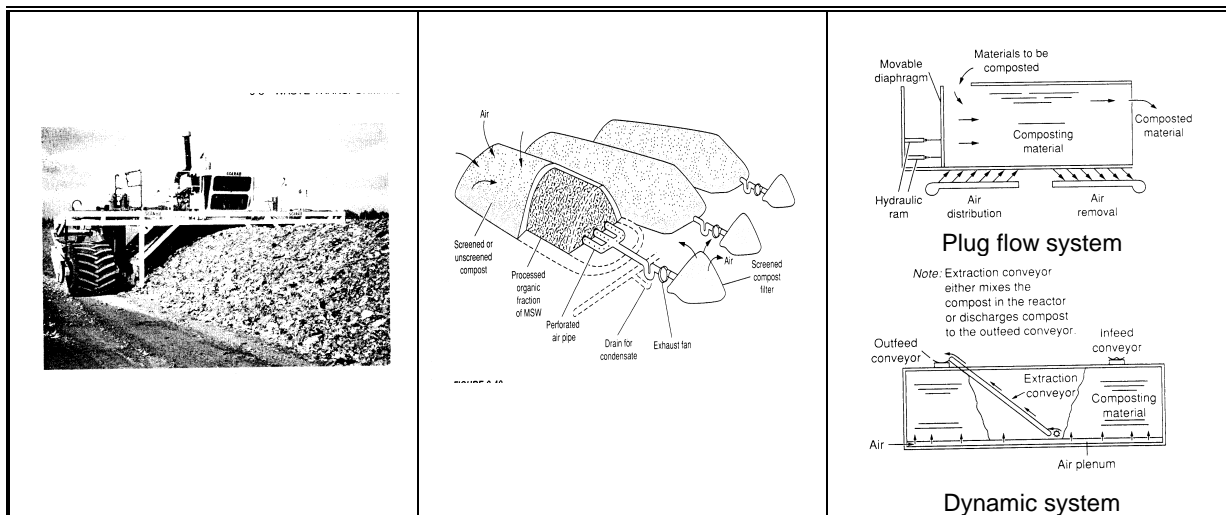 SCARAB
Air
Screened or
unscreened
compost
Processed
organic
fraction
of MSW
Perforated
air pipe
Drain for
condensate
Exhaust fan
Air
Screened
compost
filter
Materials to be
composted
Movable
diaphragm
Composted
material
Composting
material
Hydraulic
ram
Air
distribution
Air
removal
Plug flow system
Note: Extraction conveyor
either mixes the
compost in the reactor
or discharges compost
to the outfeed conveyor.
Outfeed
conveyor
Infeed
conveyor
Extraction
conveyor
Composting
material
Air
Air plenum
Dynamic system